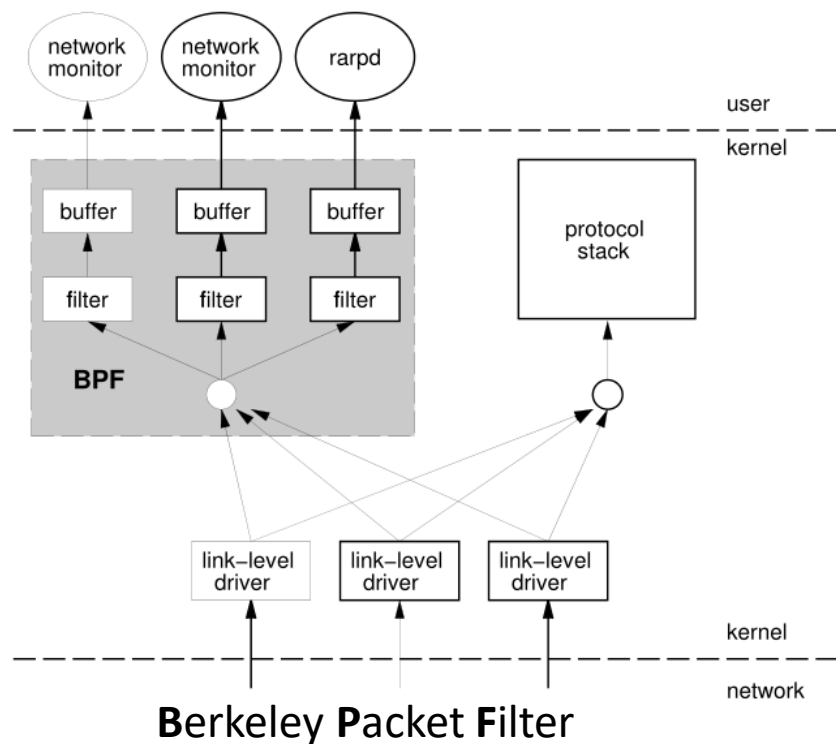 network
monitor
network
monitor
rarpd
user
kernel
buffer
buffer
buffer
protocol
stack
filter
filter
filter
BPF
link-level
driver
link-level
driver
link-level
driver
kernel
network
Berkeley Packet Filter